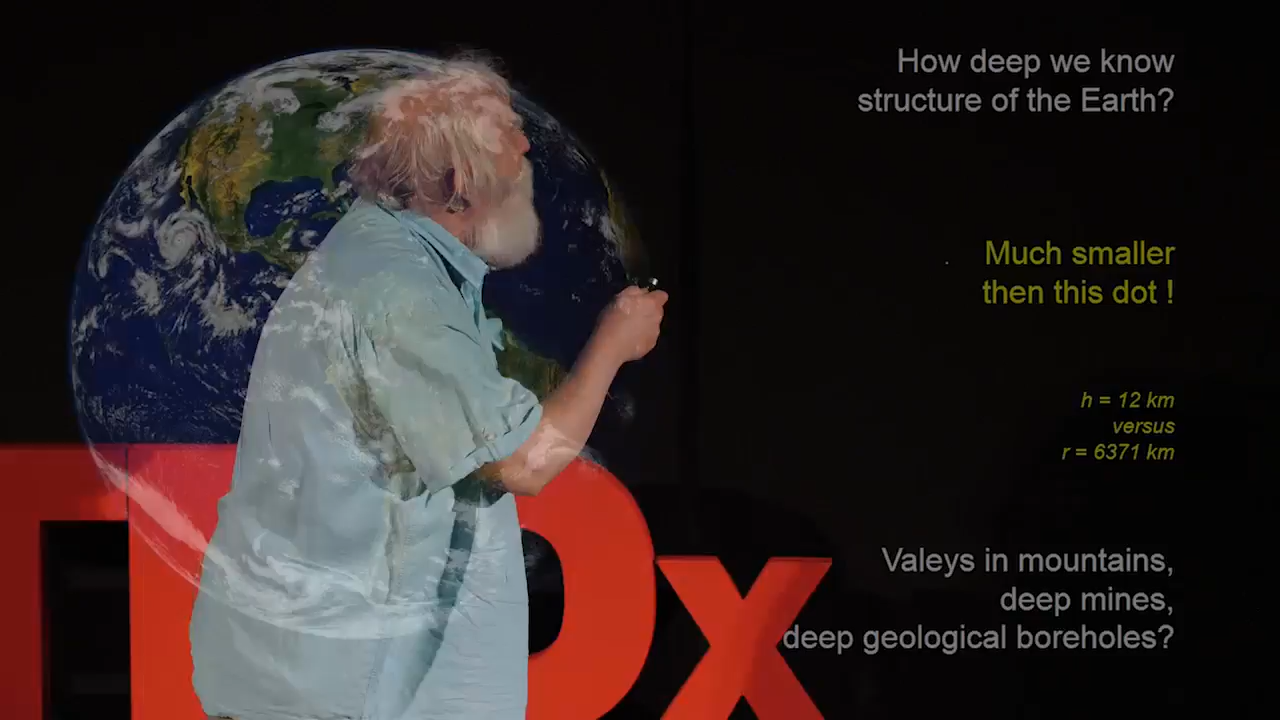 How deep we know
structure of the Earth?
Much smaller
then this dot !
h = 12 km
versus
r = 6371 km
Valeys in mountains,
deep mines,
deep geological boreholes?
TEDx